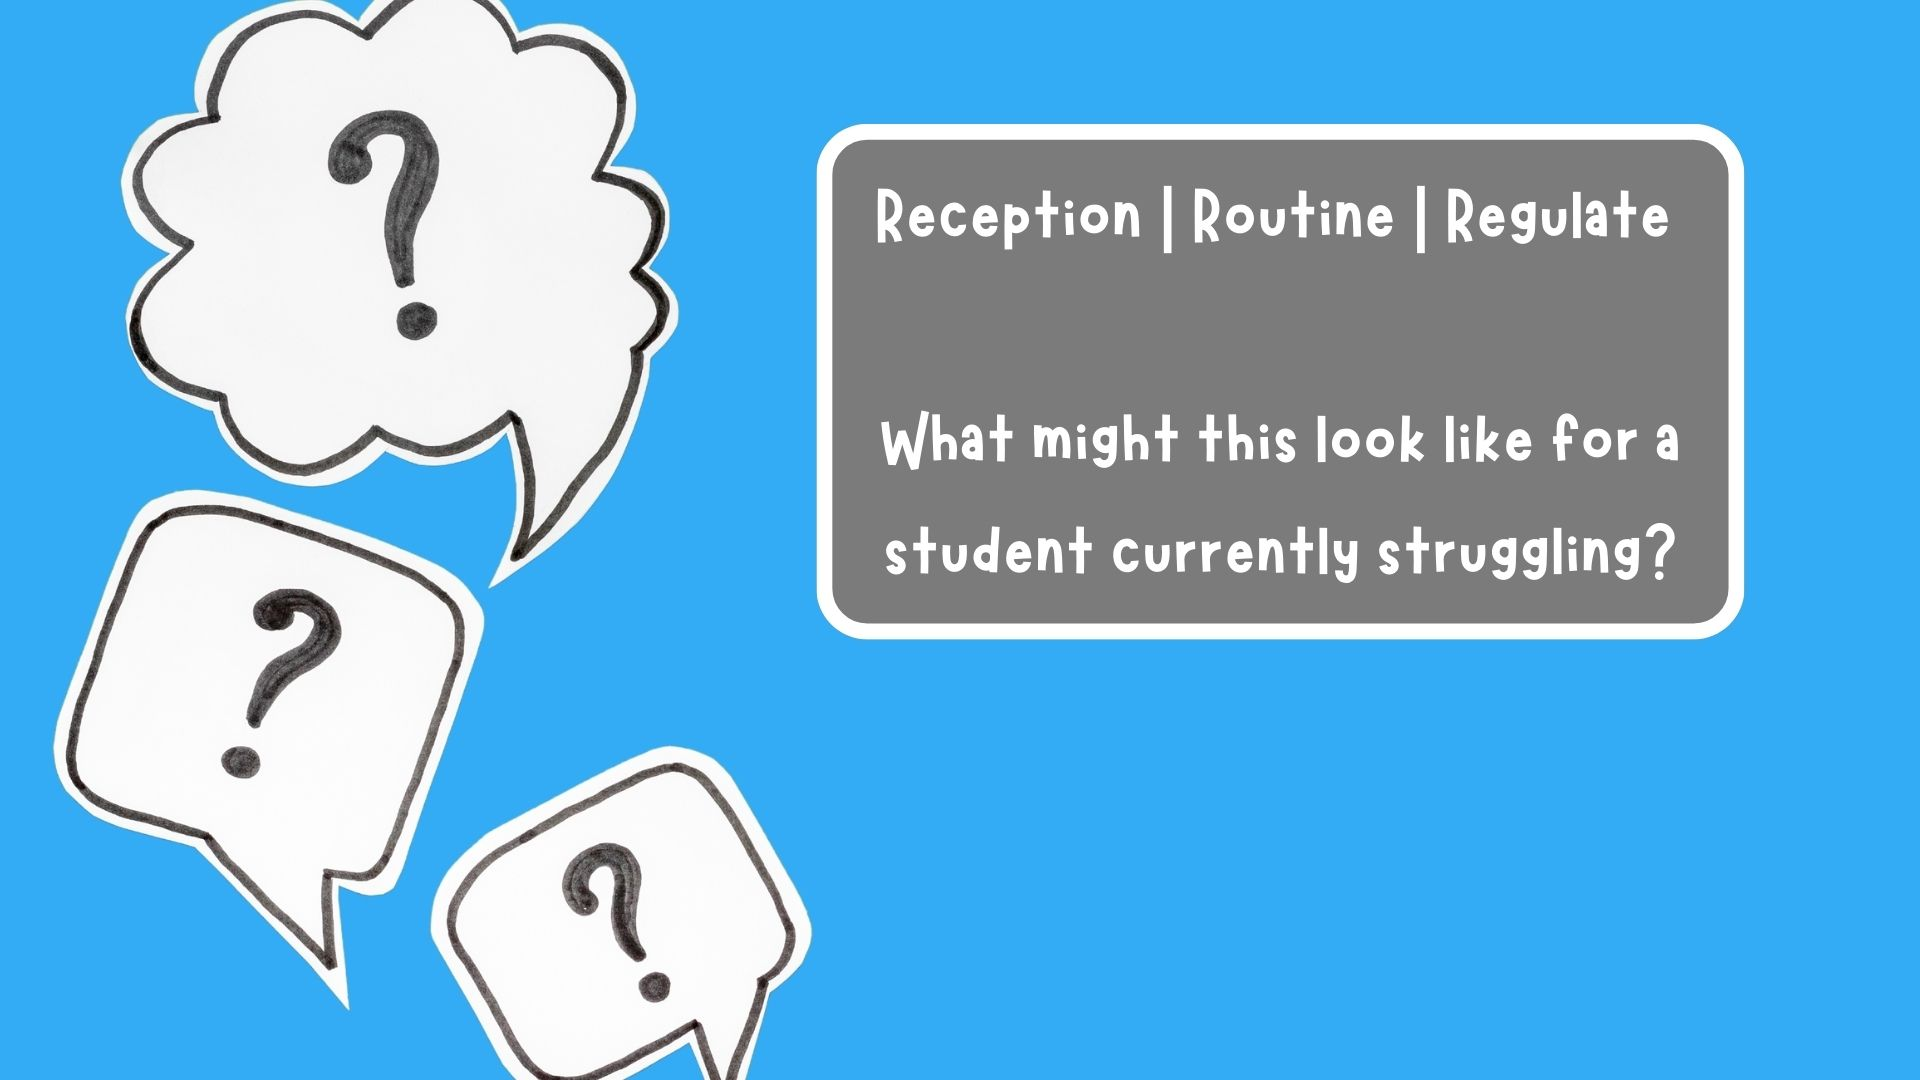 ?
?
?
Reception | Routine | Regulate
What might this look like for a
student currently struggling?